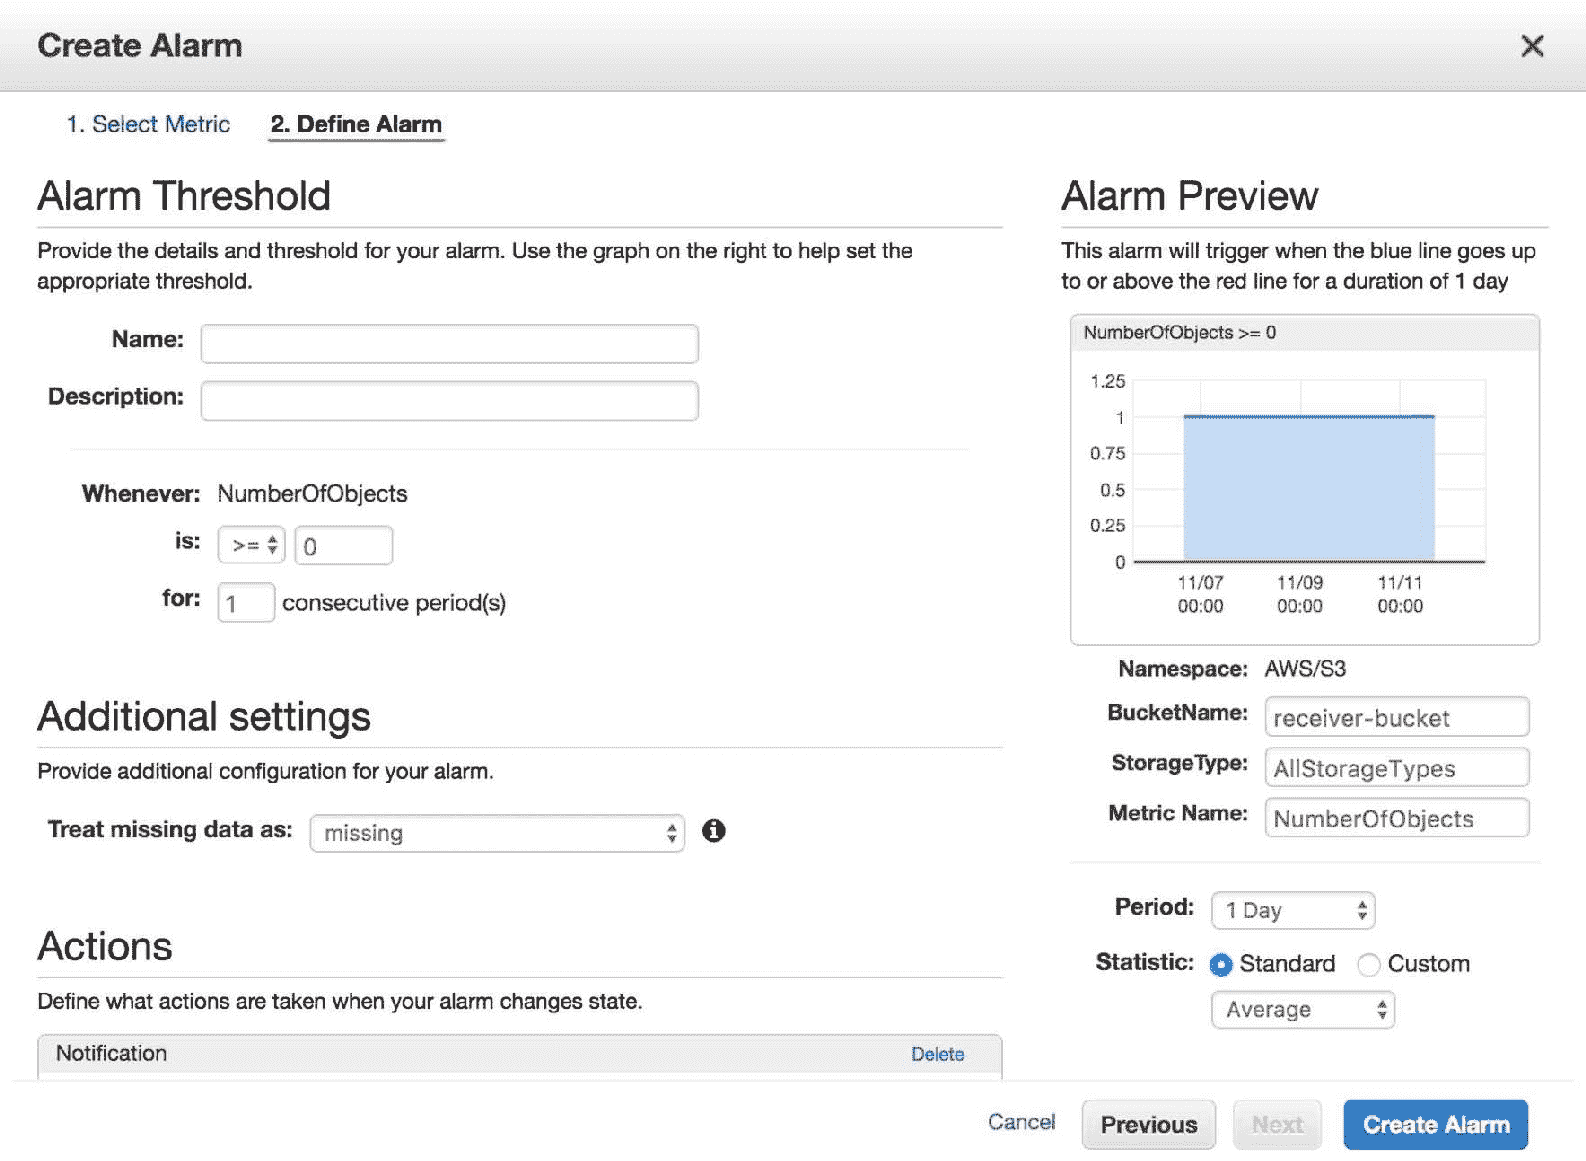 Create Alarm
1. Select Metric
2. Define Alarm
Alarm Threshold
Provide the details and threshold for your alarm. Use the graph on the right to help set the
appropriate threshold.
Name:
Description:
Whenever: NumberOfObjects
is: >= 0
for: 1 consecutive period(s)
Additional settings
Provide additional configuration for your alarm.
Treat missing data as: missing
Actions
Define what actions are taken when your alarm changes state.
Notification Delete
Alarm Preview
This alarm will trigger when the blue line goes up
to or above the red line for a duration of 1 day
NumberOfObjects >= 0
1.25
1
0.75
0.5
0.25
0
11/07 11/09 11/11
00:00 00:00 00:00
Namespace: AWS/S3
BucketName: receiver-bucket
StorageType: AllStorageTypes
Metric Name: NumberOfObjects
Period: 1 Day
Statistic: Standard Custom
Average
Cancel Previous Next Create Alarm